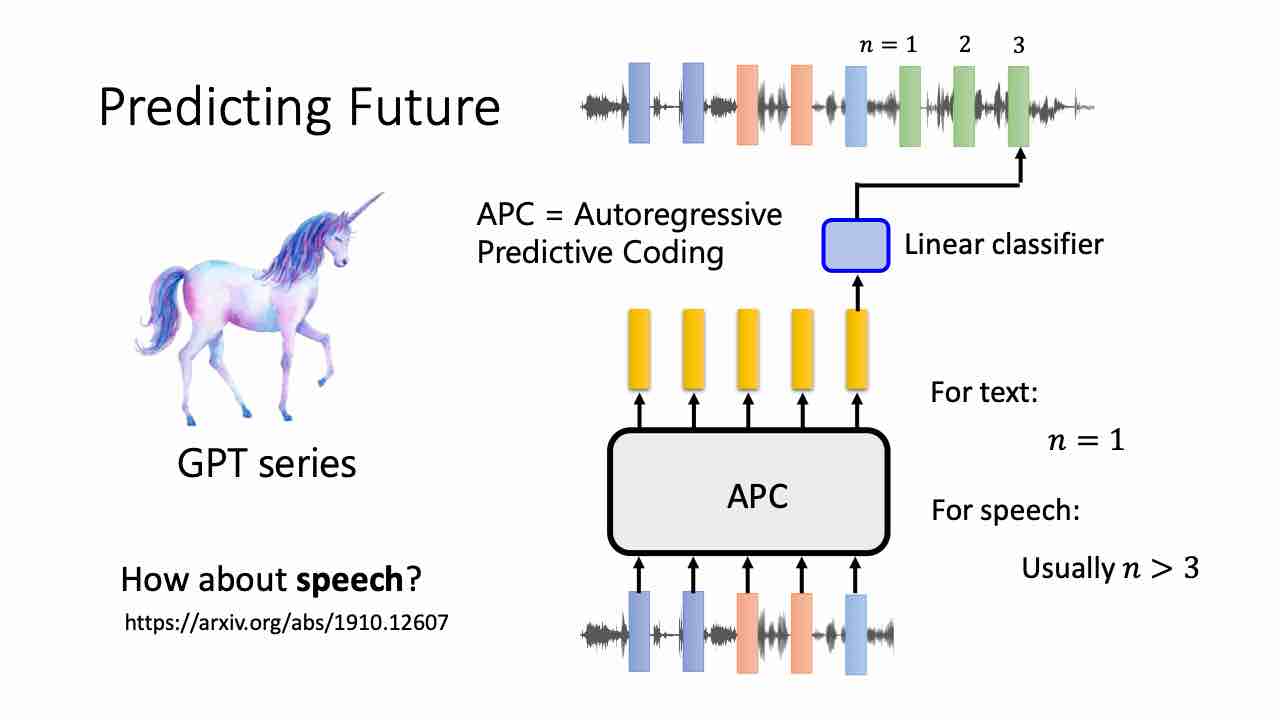 Predicting Future
n = 1 2 3
APC = Autoregressive
Predictive Coding
Linear classifier
GPT series
APC
For text:
n = 1
For speech:
Usually n > 3
How about speech?
https://arxiv.org/abs/1910.12607